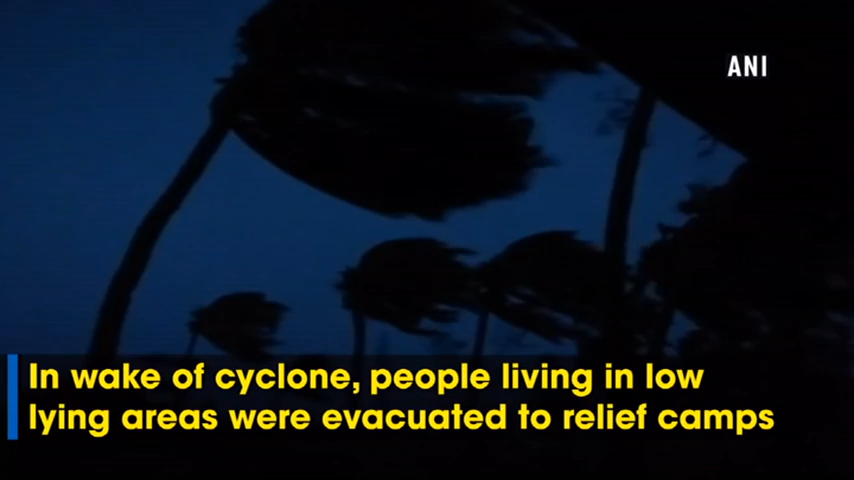 ANI
In wake of cyclone, people living in low
lying areas were evacuated to relief camps